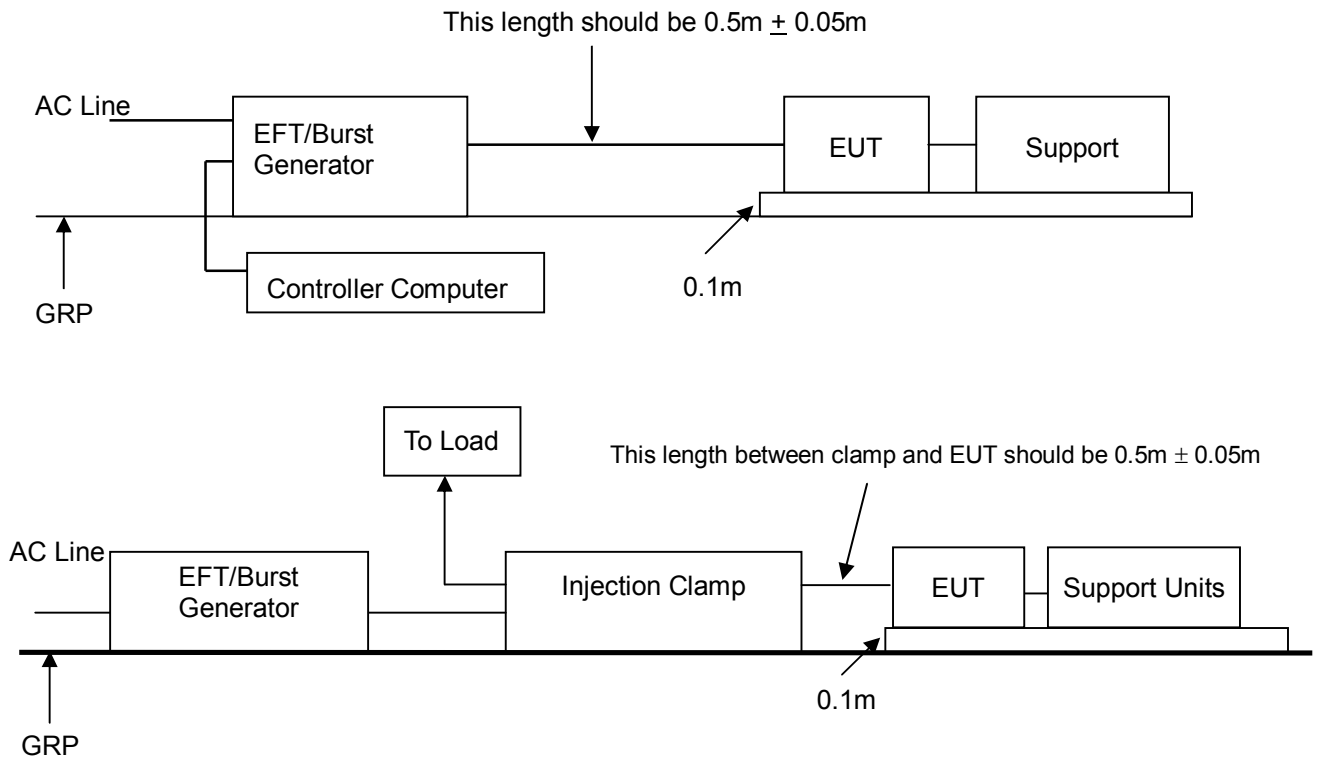 This length should be 0.5m ± 0.05m
AC Line
EFT/Burst
Generator
EUT
Support
Controller Computer
0.1m
GRP
To Load
This length between clamp and EUT should be 0.5m ± 0.05m
AC Line
EFT/Burst
Generator
Injection Clamp
EUT
Support Units
0.1m
GRP